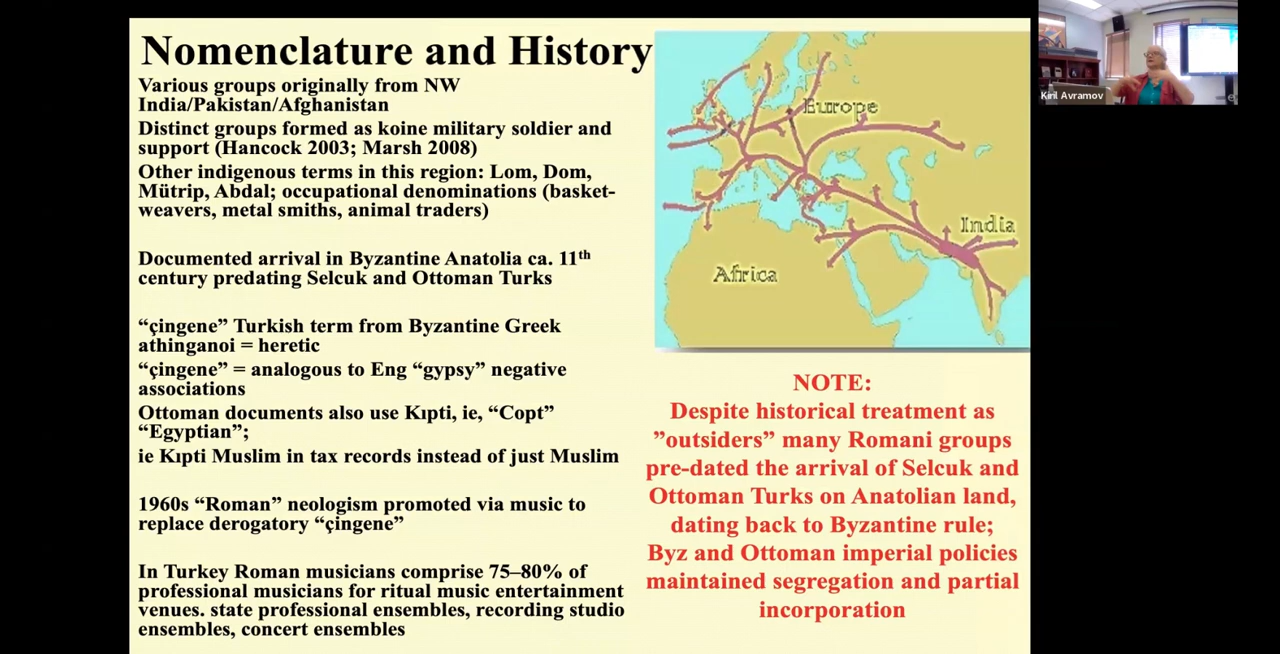 Nomenclature and History
Various groups originally from NW
India/Pakistan/Afghanistan
Distinct groups formed as koine military soldier and
support (Hancock 2003; Marsh 2008)
Other indigenous terms in this region: Lom, Dom,
Mütrip, Abdal; occupational denominations (basket-
weavers, metal smiths, animal traders)
Documented arrival in Byzantine Anatolia ca. 11th
century predating Selcuk and Ottoman Turks
“çingene” Turkish term from Byzantine Greek
athinganoi = heretic
“çingene” = analogous to Eng “gypsy” negative
associations
Ottoman documents also use Kıpti, ie, “Copt”
“Egyptian”;
ie Kıpti Muslim in tax records instead of just Muslim
1960s “Roman” neologism promoted via music to
replace derogatory “çingene”
In Turkey Roman musicians comprise 75–80% of
professional musicians for ritual music entertainment
venues. state professional ensembles, recording studio
ensembles, concert ensembles
Europe
India
Africa
NOTE:
Despite historical treatment as
”outsiders” many Romani groups
pre-dated the arrival of Selcuk and
Ottoman Turks on Anatolian land,
dating back to Byzantine rule;
Byz and Ottoman imperial policies
maintained segregation and partial
incorporation
Kiril Avramov